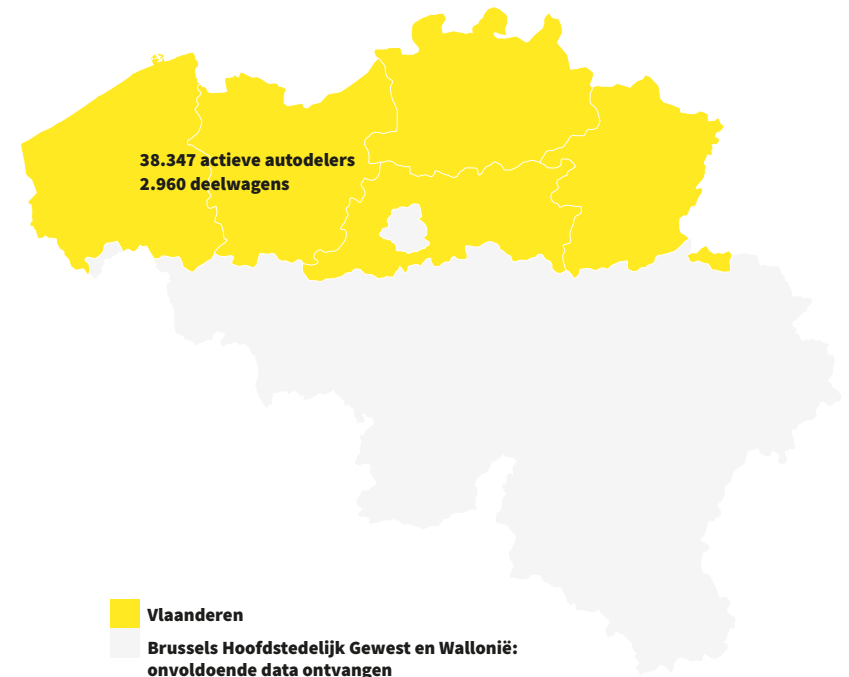 38.347 actieve autodelers
2.960 deelwagens
Vlaanderen
Brussels Hoofdstedelijk Gewest en Wallonië:
onvoldoende data ontvangen